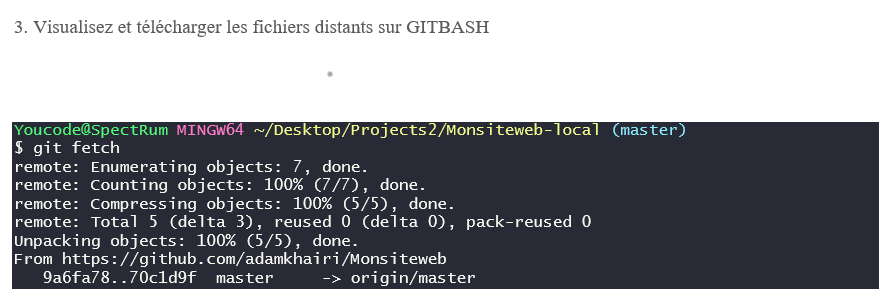 3. Visualisez et télécharger les fichiers distants sur GITBASH
Youcode@SpectRum MINGW64 ~/Desktop/Projects2/Monsiteweb-local (master)
$ git fetch
remote: Enumerating objects: 7, done.
remote: Counting objects: 100% (7/7), done.
remote: Compressing objects: 100% (5/5), done.
remote: Total 5 (delta 3), reused 0 (delta 0), pack-reused 0
Unpacking objects: 100% (5/5), done.
From https://github.com/adamkhairi/Monsiteweb
   9a6fa78..70c1d9f  master     -> origin/master